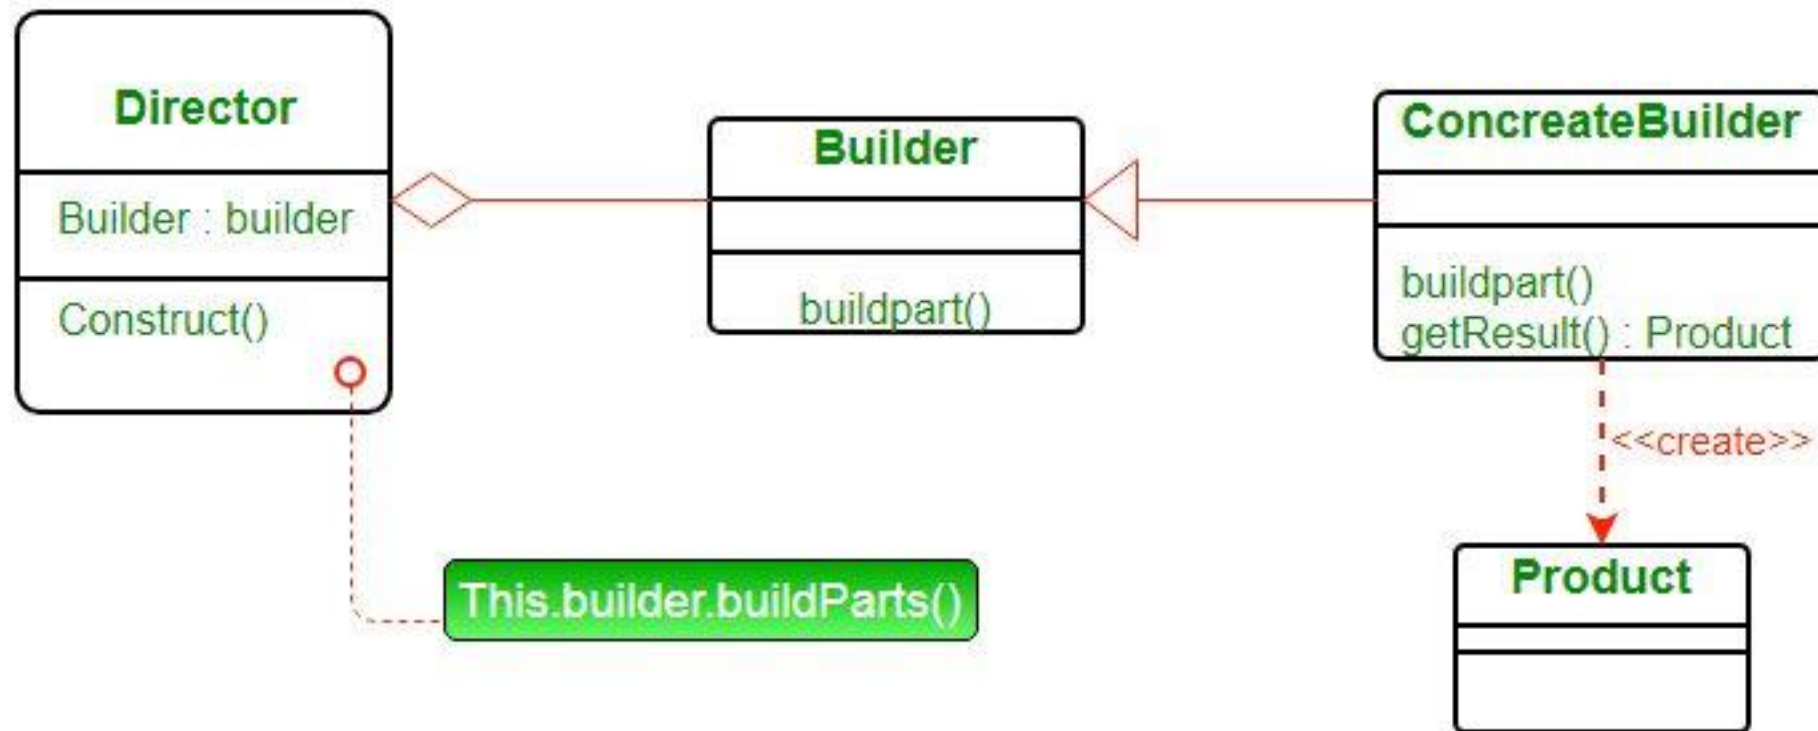 Director
Builder : builder
Construct()
Builder
buildpart()
ConcreateBuilder
buildpart()
getResult() : Product
<<create>>
This.builder.buildParts()
Product